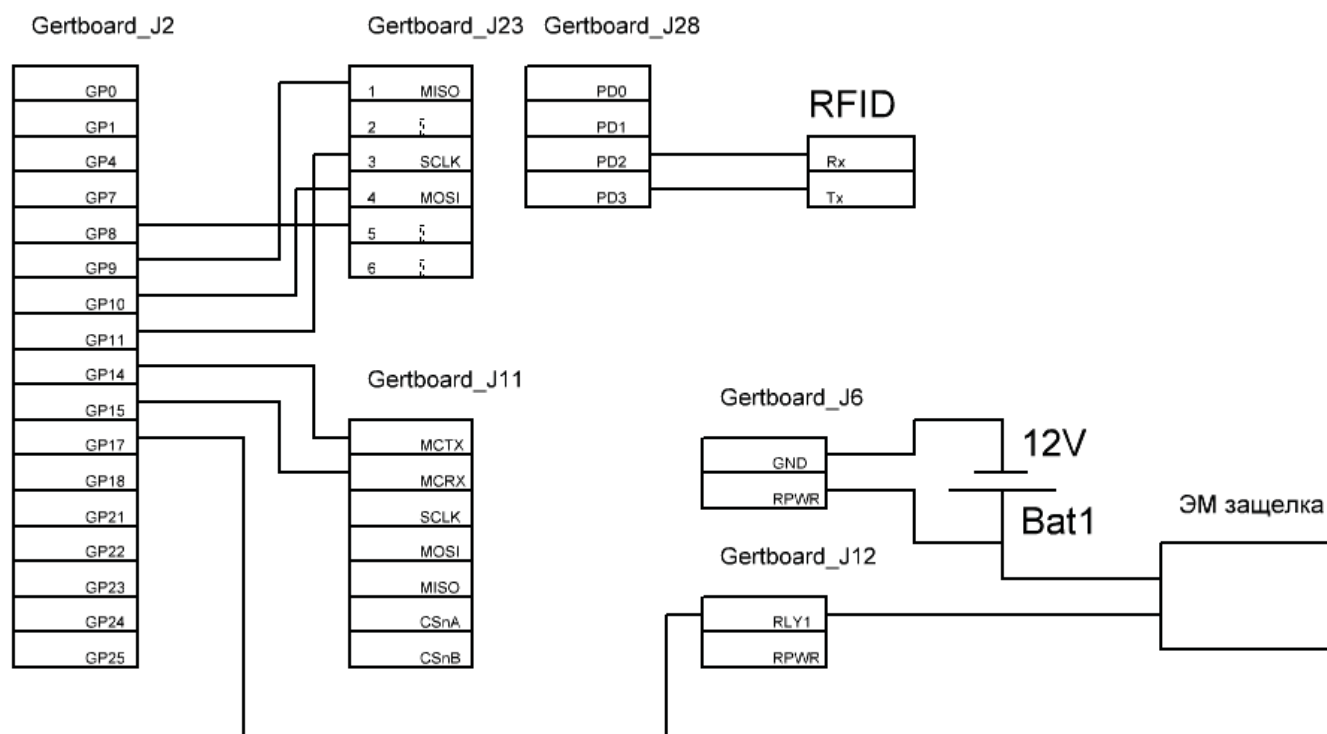 Gertboard_J2
GP0
GP1
GP4
GP7
GP8
GP9
GP10
GP11
GP14
GP15
GP17
GP18
GP21
GP22
GP23
GP24
GP25
Gertboard_J23
1 MISO
2
3 SCLK
4 MOSI
5
6
Gertboard_J28
PD0
PD1
PD2
PD3
RFID
Rx
Tx
Gertboard_J11
MCTX
MCRX
SCLK
MOSI
MISO
CSnA
CSnB
Gertboard_J6
GND
RPWR
12V
Bat1
Gertboard_J12
RLY1
RPWR
ЭМ защелка